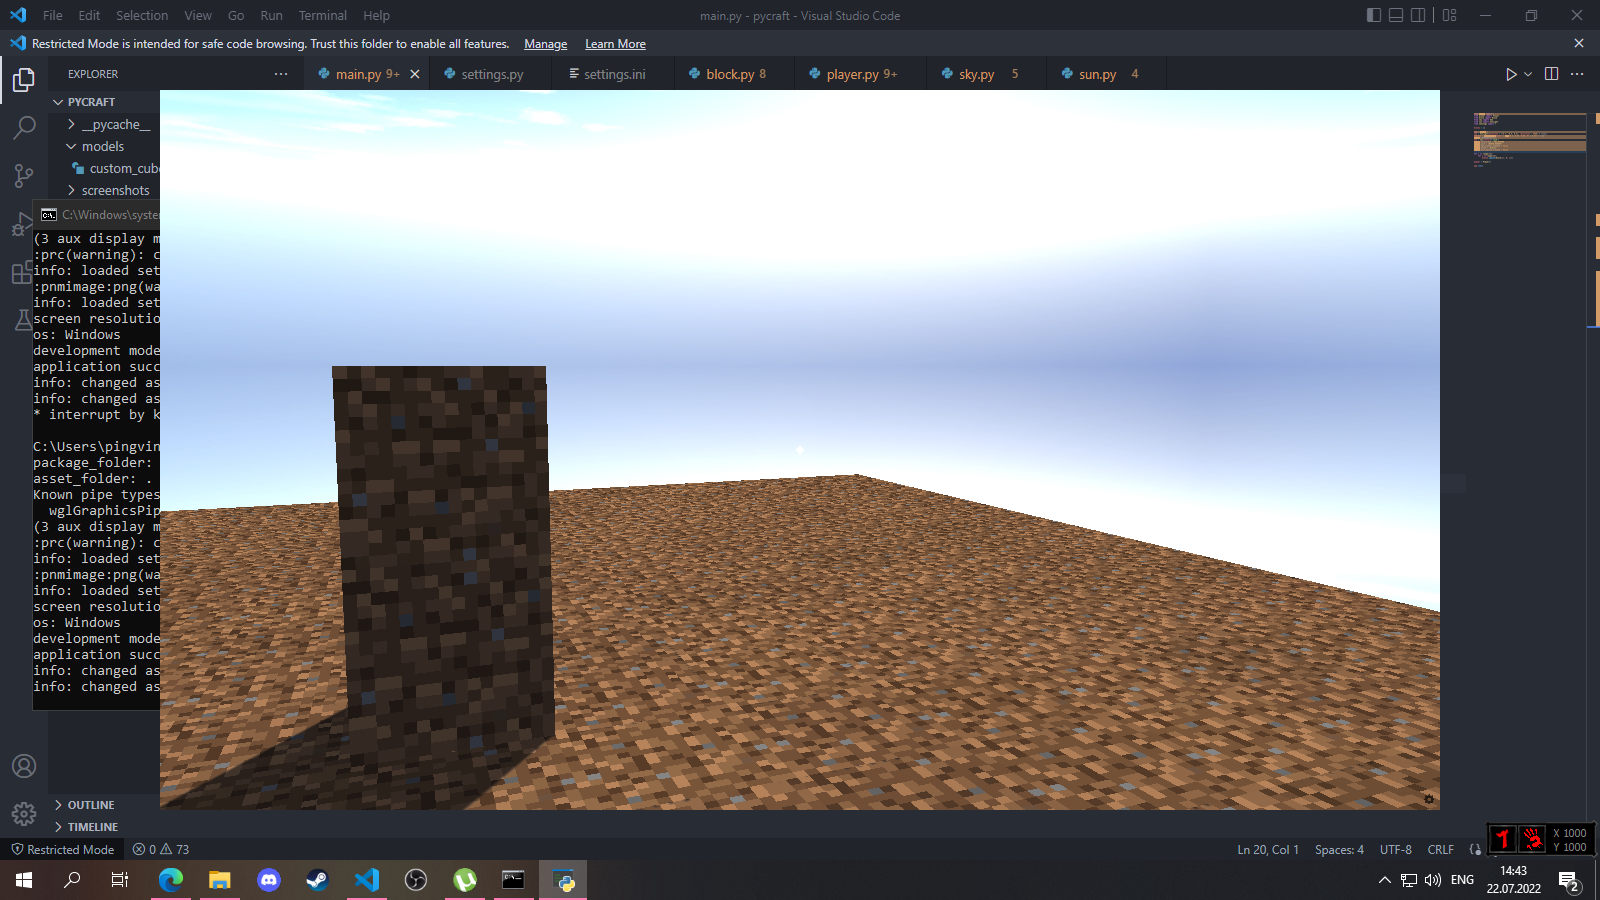 File Edit Selection View Go Run Terminal Help
main.py - pycraft - Visual Studio Code
Restricted Mode is intended for safe code browsing. Trust this folder to enable all features. Manage Learn More
EXPLORER
main.py 9+
settings.py
settings.ini
block.py 8
player.py 9+
sky.py 5
sun.py 4
PYCRAFT
__pycache__
models
custom_cub
screenshots
C:\Windows\syste
(3 aux display m
:prc(warning): c
info: loaded set
:pnmimage:png(wa
info: loaded set
screen resolutio
os: Windows
development mode
application succ
info: changed as
info: changed as
* interrupt by k
C:\Users\pingvin
package_folder:
asset_folder: .
Known pipe types
wglGraphicsPip
(3 aux display m
:prc(warning): c
info: loaded set
:pnmimage:png(wa
info: loaded set
screen resolutio
os: Windows
development mode
application succ
info: changed as
info: changed as
OUTLINE
TIMELINE
Restricted Mode 0 73
Ln 20, Col 1 Spaces: 4 UTF-8 CRLF {}
X 1000
Y 1000
ENG
14:43
22.07.2022
2